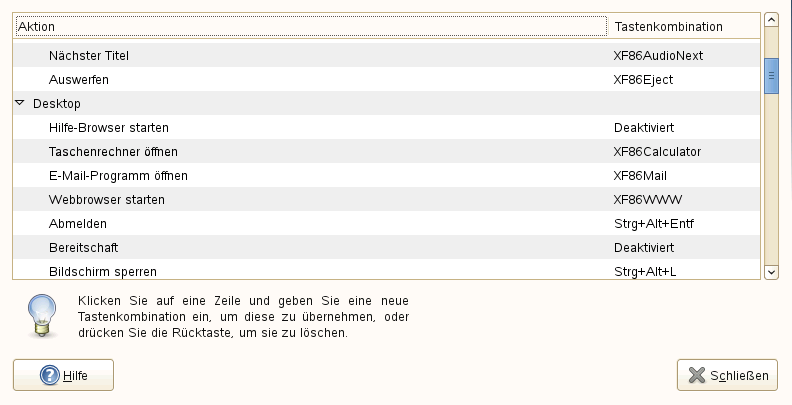 Aktion Tastenkombination
Nächster Titel XF86AudioNext
Auswerfen XF86Eject
Desktop
Hilfe-Browser starten Deaktiviert
Taschenrechner öffnen XF86Calculator
E-Mail-Programm öffnen XF86Mail
Webbrowser starten XF86WWW
Abmelden Strg+Alt+Entf
Bereitschaft Deaktiviert
Bildschirm sperren Strg+Alt+L
Klicken Sie auf eine Zeile und geben Sie eine neue
Tastenkombination ein, um diese zu übernehmen, oder
drücken Sie die Rücktaste, um sie zu löschen.
Hilfe Schließen